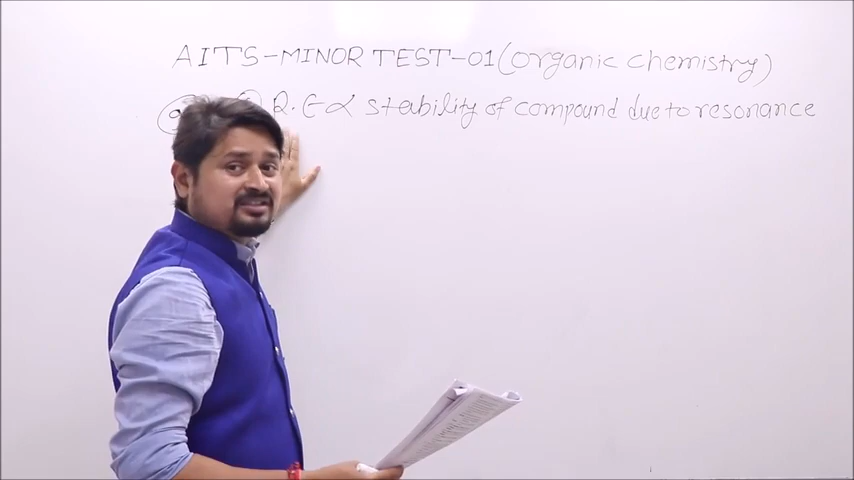 AITS-MINOR TEST-01(organic chemistry)
R.E ∝ stability of compound due to resonance